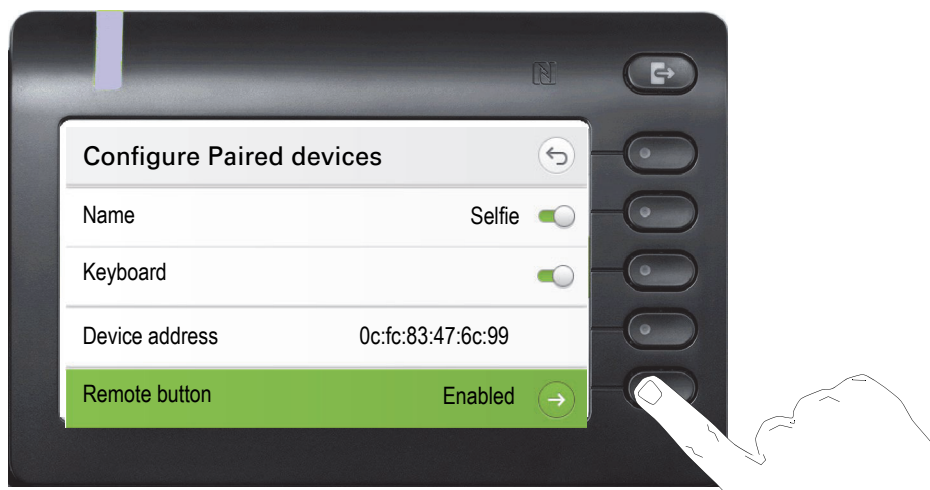 Configure Paired devices
Name Selfie
Keyboard
Device address 0c:fc:83:47:6c:99
Remote button Enabled